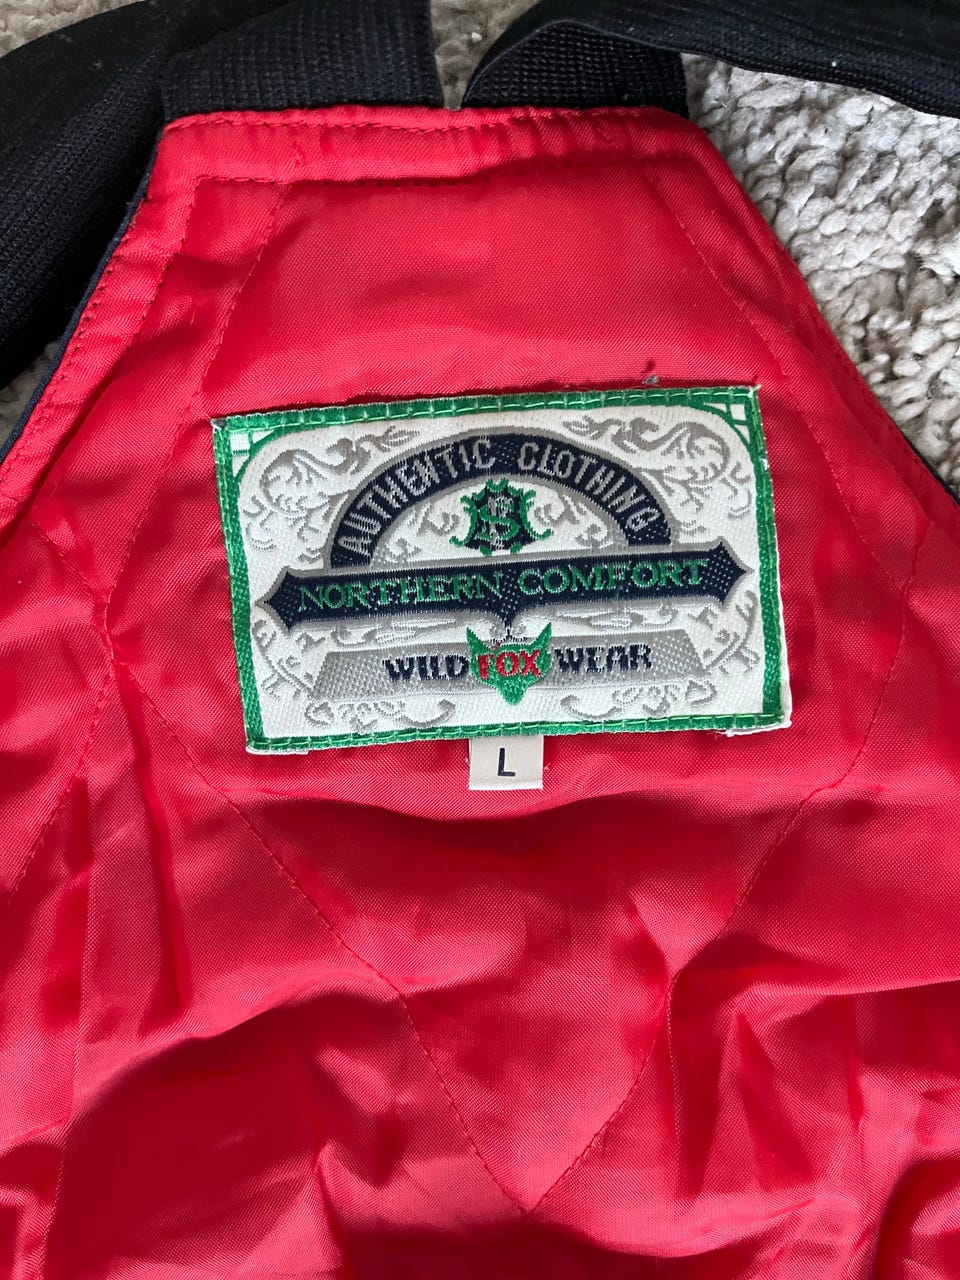 AUTHENTIC CLOTHING
S
NORTHERN COMFORT
WILD FOX WEAR
L